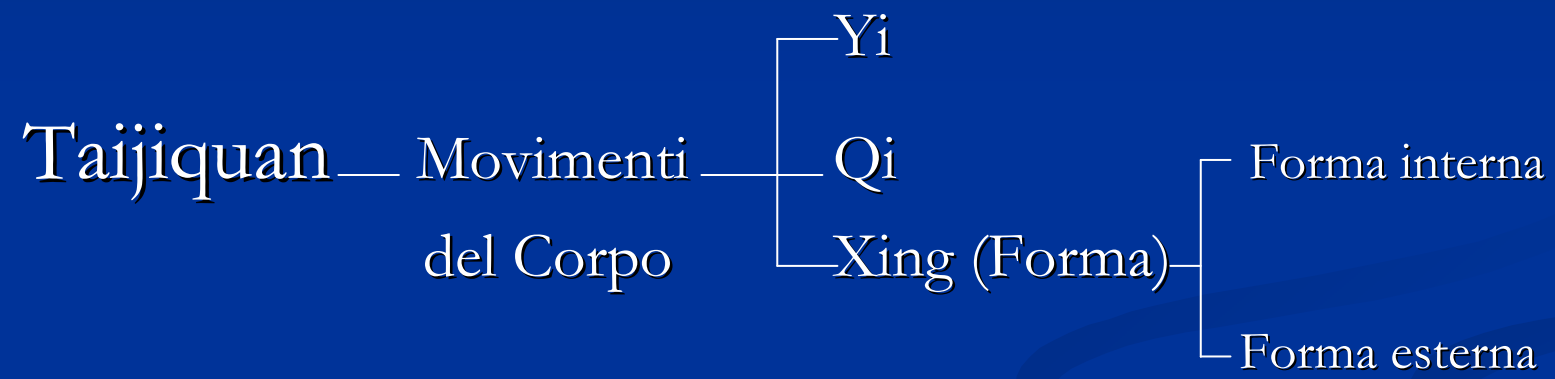 Yi
Taijiquan Movimenti Qi Forma interna
del Corpo Xing (Forma)
Forma esterna